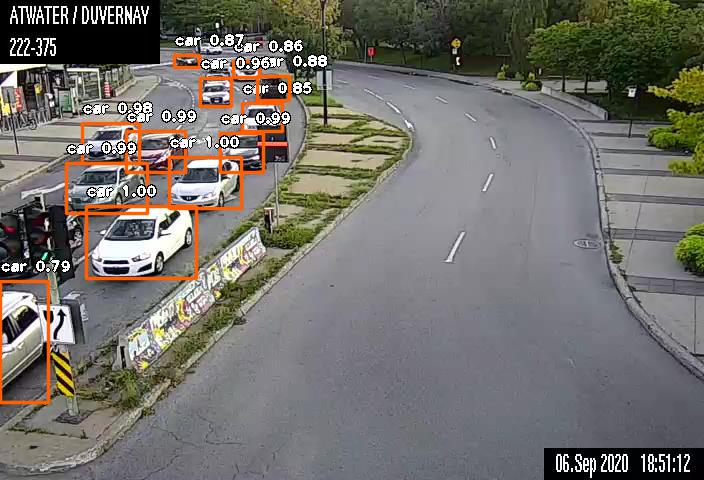 ATWATER / DUVERNAY
222-375
car 0.87
car 0.86
car 0.96
0.88
0.85
car 0.98
car 0.99
0.99
car 0.99
car 1.00
car 1.00
car 0.79
06.Sep 2020 18:51:12